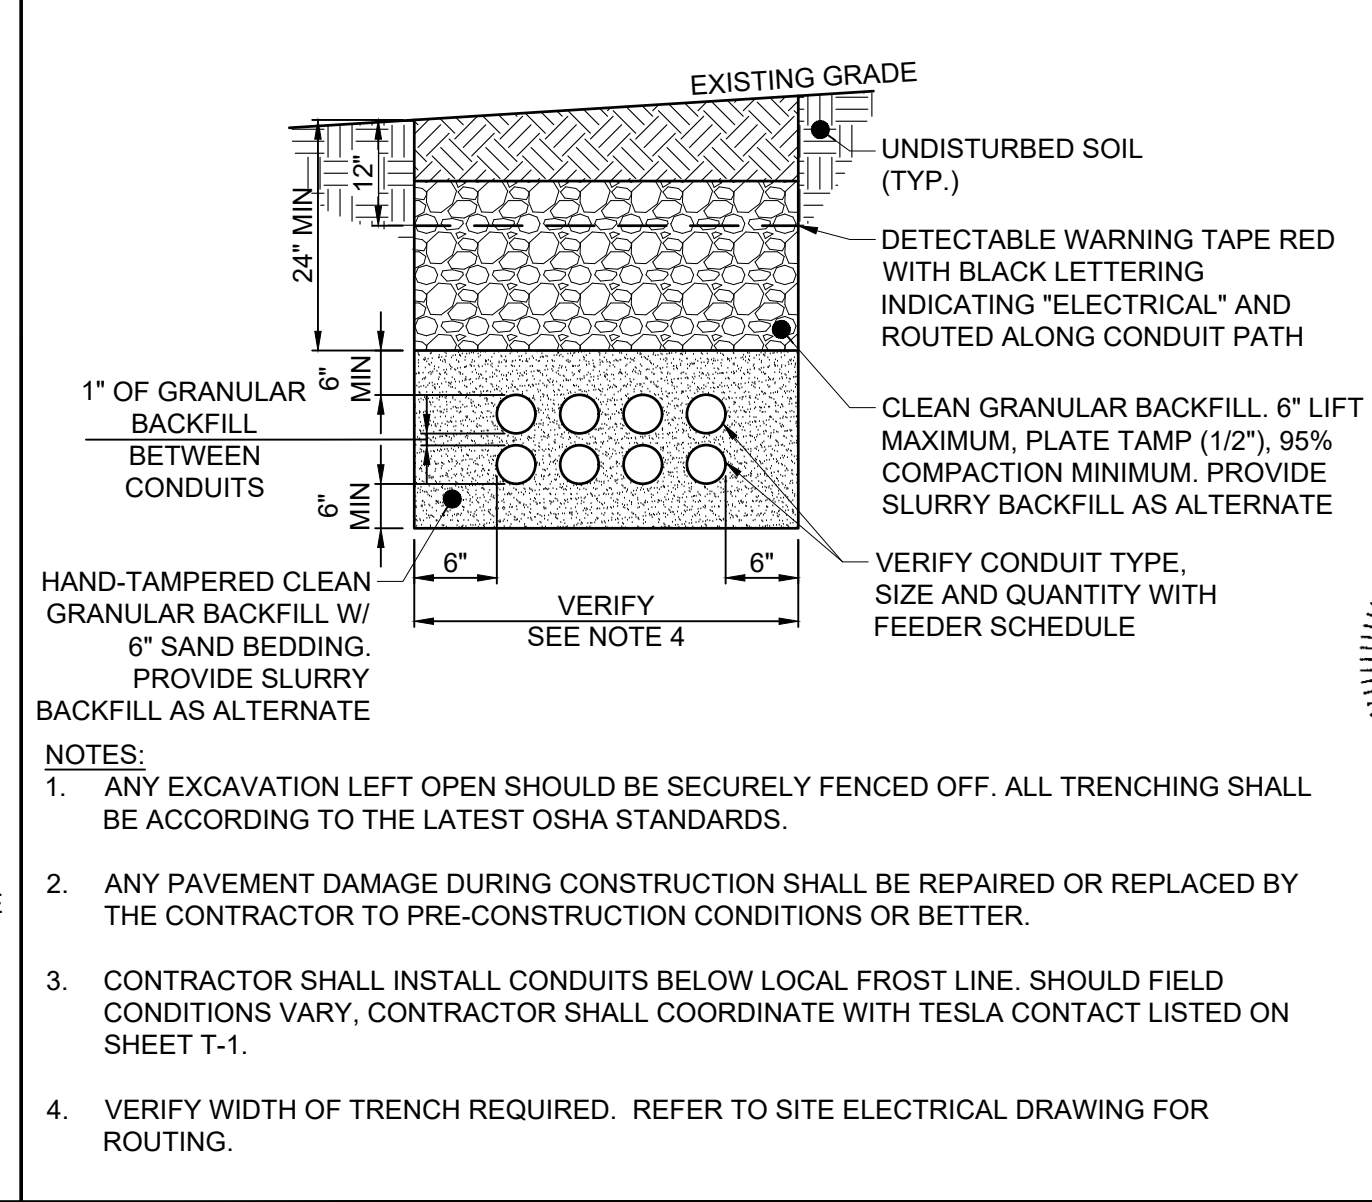 EXISTING GRADE
UNDISTURBED SOIL
(TYP.)
12"
24" MIN
DETECTABLE WARNING TAPE RED
WITH BLACK LETTERING
INDICATING "ELECTRICAL" AND
ROUTED ALONG CONDUIT PATH
6"
MIN
1" OF GRANULAR
BACKFILL
BETWEEN
CONDUITS
CLEAN GRANULAR BACKFILL. 6" LIFT
MAXIMUM, PLATE TAMP (1/2"), 95%
COMPACTION MINIMUM. PROVIDE
SLURRY BACKFILL AS ALTERNATE
6"
MIN
6"
6"
VERIFY
SEE NOTE 4
VERIFY CONDUIT TYPE,
SIZE AND QUANTITY WITH
FEEDER SCHEDULE
HAND-TAMPERED CLEAN
GRANULAR BACKFILL W/
6" SAND BEDDING.
PROVIDE SLURRY
BACKFILL AS ALTERNATE
NOTES:
1. ANY EXCAVATION LEFT OPEN SHOULD BE SECURELY FENCED OFF. ALL TRENCHING SHALL
BE ACCORDING TO THE LATEST OSHA STANDARDS.
2. ANY PAVEMENT DAMAGE DURING CONSTRUCTION SHALL BE REPAIRED OR REPLACED BY
THE CONTRACTOR TO PRE-CONSTRUCTION CONDITIONS OR BETTER.
3. CONTRACTOR SHALL INSTALL CONDUITS BELOW LOCAL FROST LINE. SHOULD FIELD
CONDITIONS VARY, CONTRACTOR SHALL COORDINATE WITH TESLA CONTACT LISTED ON
SHEET T-1.
4. VERIFY WIDTH OF TRENCH REQUIRED. REFER TO SITE ELECTRICAL DRAWING FOR
ROUTING.